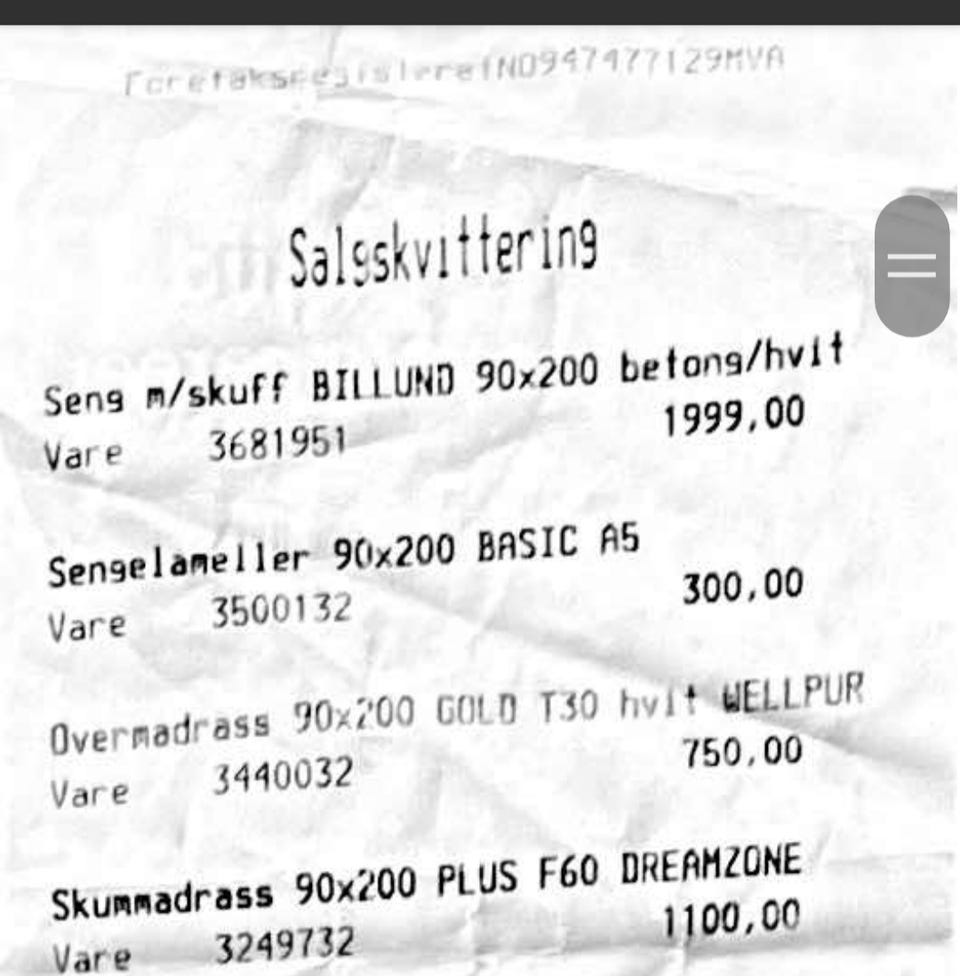 ForetaksregisteretNO947477129MVA
Salgskvittering
Seng m/skuff BILLUND 90x200 betong/hvit
1999,00
Vare 3681951
Sengelameller 90x200 BASIC A5
300,00
Vare 3500132
Overmadrass 90x200 GOLD T30 hvit WELLPUR
750,00
Vare 3440032
Skummadrass 90x200 PLUS F60 DREAMZONE
1100,00
Vare 3249732